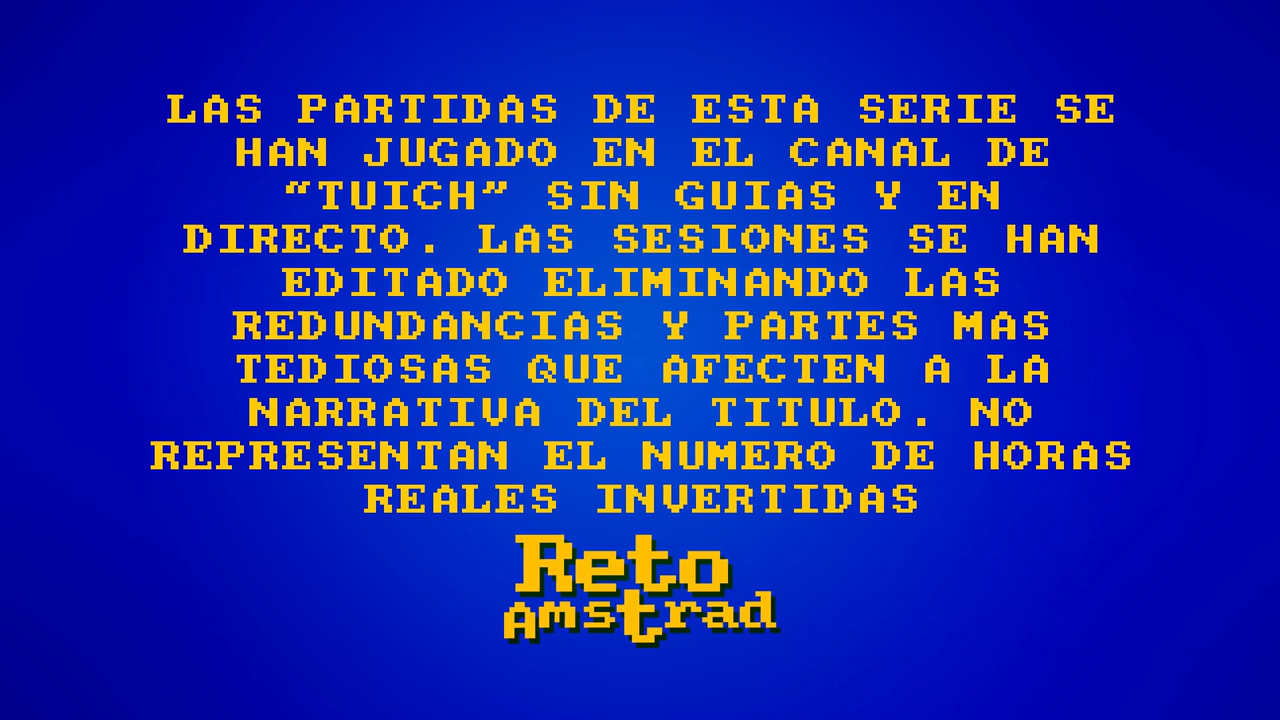 LAS PARTIDAS DE ESTA SERIE SE
HAN JUGADO EN EL CANAL DE
“TUICH” SIN GUIAS Y EN
DIRECTO. LAS SESIONES SE HAN
EDITADO ELIMINANDO LAS
REDUNDANCIAS Y PARTES MAS
TEDIOSAS QUE AFECTEN A LA
NARRATIVA DEL TITULO. NO
REPRESENTAN EL NUMERO DE HORAS
REALES INVERTIDAS
Reto
Amstrad